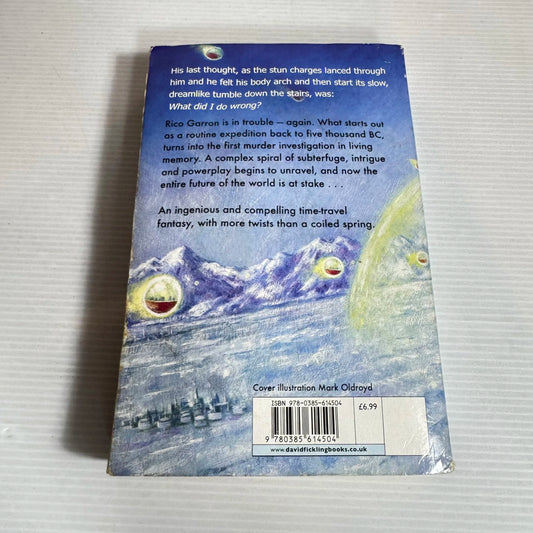 His last thought, as the stun charges lanced through
him and he felt his body arch and then start its slow,
dreamlike tumble down the stairs, was:
What did I do wrong?
Rico Garron is in trouble – again. What starts out
as a routine expedition back to five thousand BC,
turns into the first murder investigation in living
memory. A complex spiral of subterfuge, intrigue
and powerplay begins to unravel, and now the
entire future of the world is at stake . . .
An ingenious and compelling time-travel
fantasy, with more twists than a coiled spring.
Cover illustration Mark Oldroyd
ISBN 978-0385-614504
£6.99
9 780385 614504
www.davidficklingbooks.co.uk